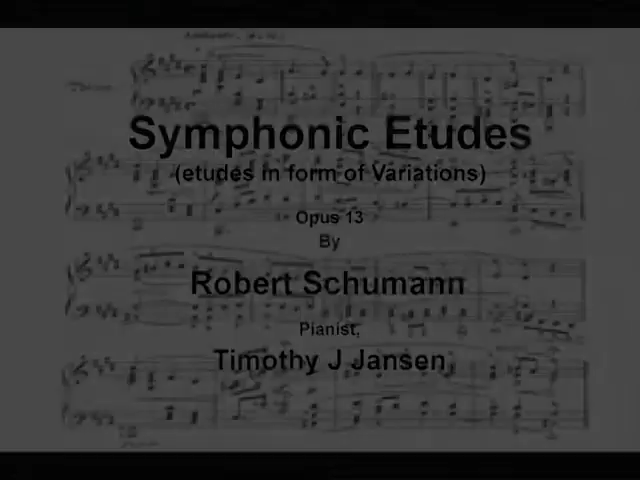 Symphonic Etudes
(etudes in form of Variations)
Opus 13
By
Robert Schumann
Pianist,
Timothy J Jansen